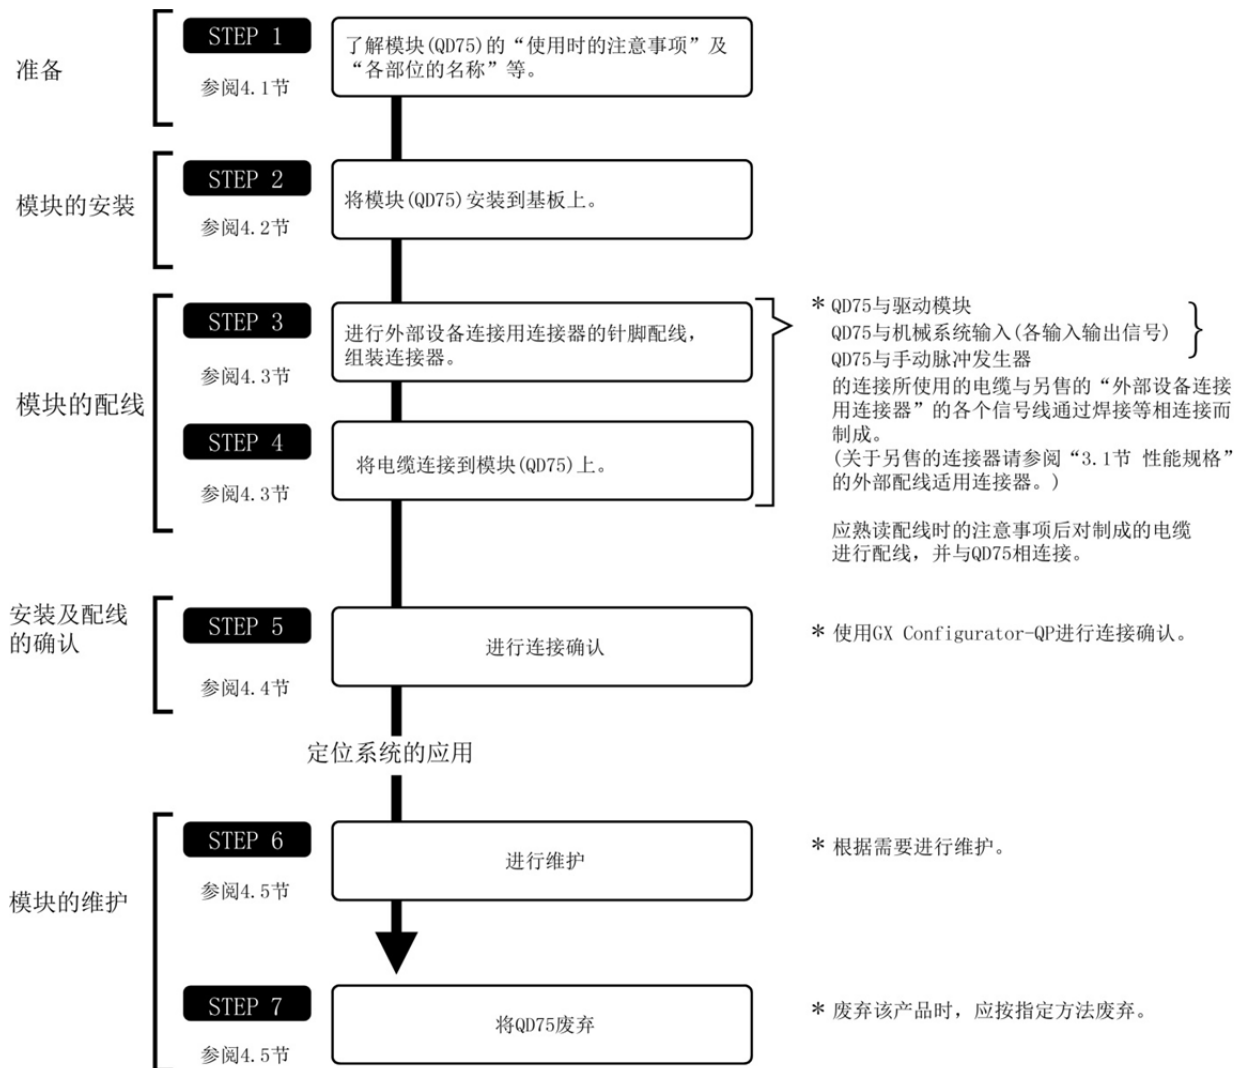 准备
STEP 1
参阅4.1节
了解模块(QD75)的“使用时的注意事项”及
“各部位的名称”等。
模块的安装
STEP 2
参阅4.2节
将模块(QD75)安装到基板上。
模块的配线
STEP 3
参阅4.3节
进行外部设备连接用连接器的针脚配线，
组装连接器。
STEP 4
参阅4.3节
将电缆连接到模块(QD75)上。
* QD75与驱动模块
QD75与机械系统输入(各输入输出信号)
QD75与手动脉冲发生器
的连接所使用的电缆与另售的“外部设备连接
用连接器”的各个信号线通过焊接等相连接而
制成。
(关于另售的连接器请参阅“3.1节 性能规格”
的外部配线适用连接器。)
应熟读配线时的注意事项后对制成的电缆
进行配线，并与QD75相连接。
安装及配线
的确认
STEP 5
参阅4.4节
进行连接确认
* 使用GX Configurator-QP进行连接确认。
定位系统的应用
模块的维护
STEP 6
参阅4.5节
进行维护
* 根据需要进行维护。
STEP 7
参阅4.5节
将QD75废弃
* 废弃该产品时，应按指定方法废弃。